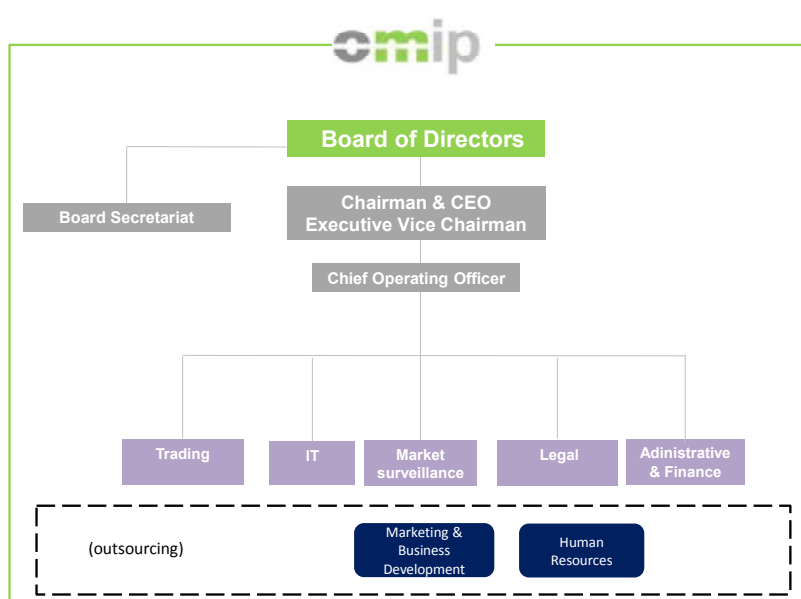 omip
Board of Directors
Board Secretariat
Chairman & CEO
Executive Vice Chairman
Chief Operating Officer
Trading
IT
Market
surveillance
Legal
Adinistrative
& Finance
(outsourcing)
Marketing &
Business
Development
Human
Resources